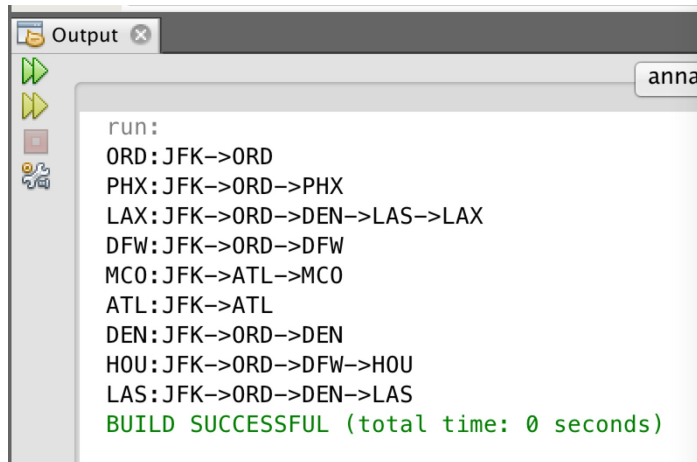 Output
anna
run:
ORD:JFK->ORD
PHX:JFK->ORD->PHX
LAX:JFK->ORD->DEN->LAS->LAX
DFW:JFK->ORD->DFW
MCO:JFK->ATL->MCO
ATL:JFK->ATL
DEN:JFK->ORD->DEN
HOU:JFK->ORD->DFW->HOU
LAS:JFK->ORD->DEN->LAS
BUILD SUCCESSFUL (total time: 0 seconds)